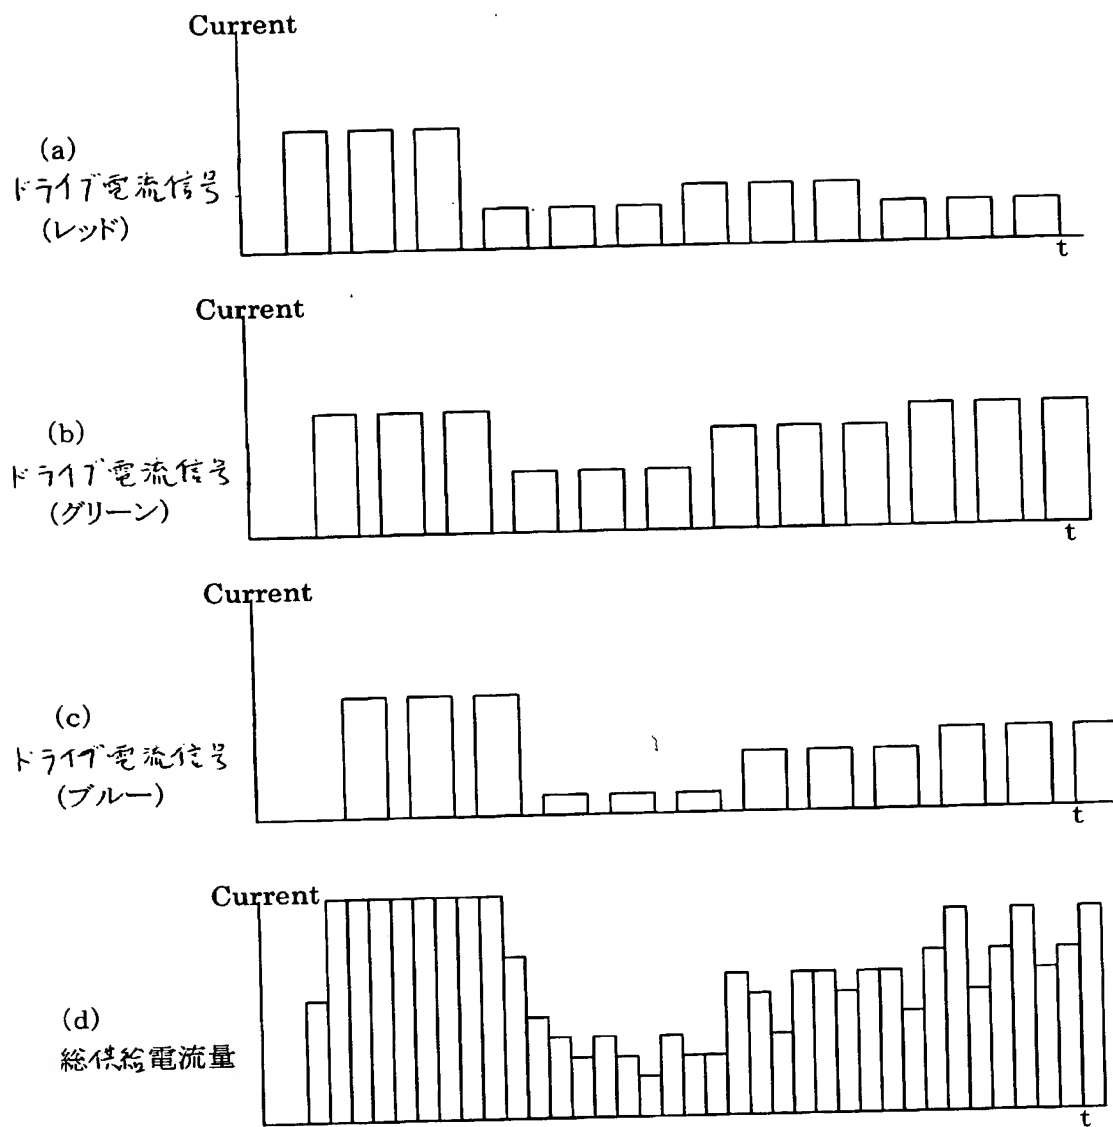 Current
(a)
ドライブ電流信号
(レッド)
t
Current
(b)
ドライブ電流信号
(グリーン)
t
Current
(c)
ドライブ電流信号
(ブルー)
t
Current
(d)
総供給電流量
t